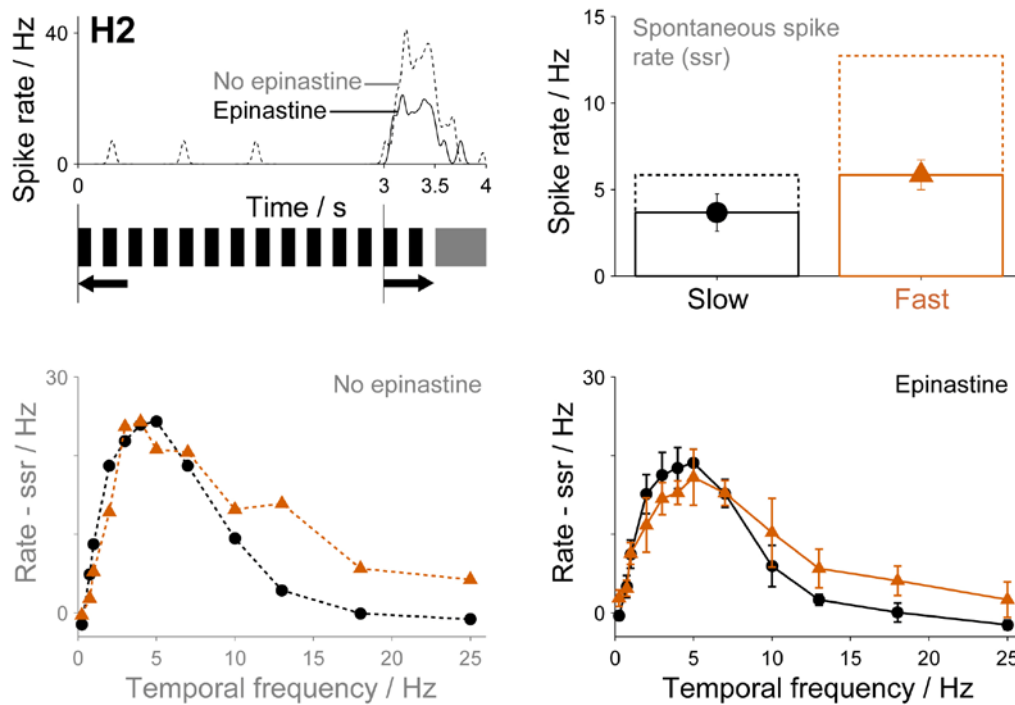 H2
Spike rate / Hz
40
0
No epinastine
Epinastine
0
3
3.5
4
Time / s
Spontaneous spike
rate (ssr)
Spike rate / Hz
15
10
5
0
Slow
Fast
No epinastine
Rate - ssr / Hz
30
0
0
5
10
15
20
25
Temporal frequency / Hz
Epinastine
Rate - ssr / Hz
30
0
0
5
10
15
20
25
Temporal frequency / Hz